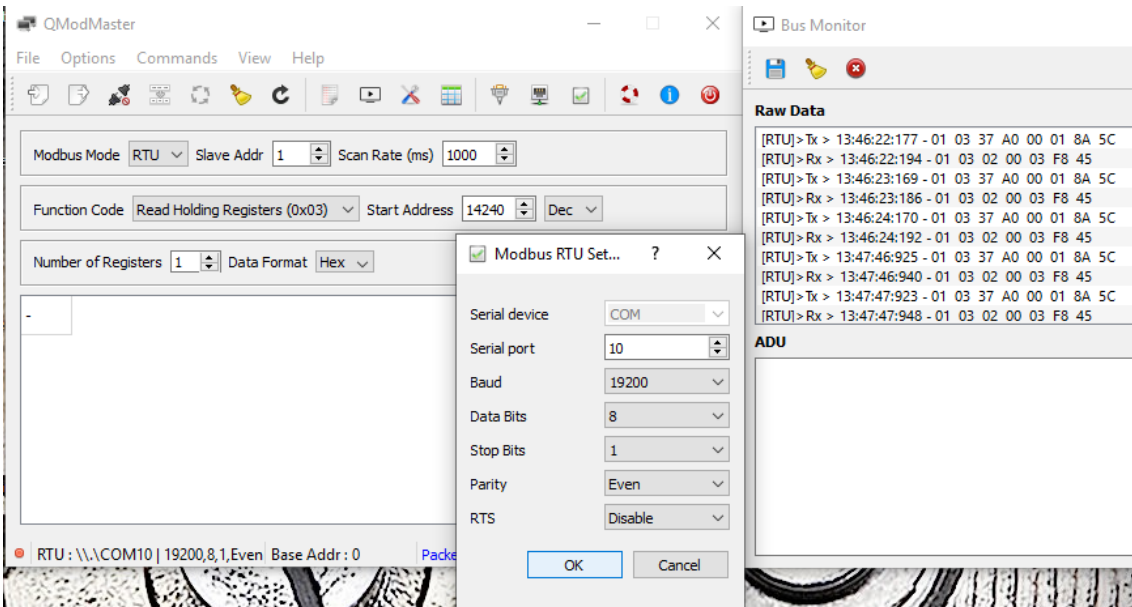 QModMaster
File Options Commands View Help
Modbus Mode RTU Slave Addr 1 Scan Rate (ms) 1000
Function Code Read Holding Registers (0x03) Start Address 14240 Dec
Number of Registers 1 Data Format Hex
-
RTU : \\.\COM10 | 19200,8,1,Even Base Addr : 0 Packe
Modbus RTU Set... ?
Serial device COM
Serial port 10
Baud 19200
Data Bits 8
Stop Bits 1
Parity Even
RTS Disable
OK Cancel
Bus Monitor
Raw Data
[RTU]>Tx > 13:46:22:177 - 01 03 37 A0 00 01 8A 5C
[RTU]>Rx > 13:46:22:194 - 01 03 02 00 03 F8 45
[RTU]>Tx > 13:46:23:169 - 01 03 37 A0 00 01 8A 5C
[RTU]>Rx > 13:46:23:186 - 01 03 02 00 03 F8 45
[RTU]>Tx > 13:46:24:170 - 01 03 37 A0 00 01 8A 5C
[RTU]>Rx > 13:46:24:192 - 01 03 02 00 03 F8 45
[RTU]>Tx > 13:47:46:925 - 01 03 37 A0 00 01 8A 5C
[RTU]>Rx > 13:47:46:940 - 01 03 02 00 03 F8 45
[RTU]>Tx > 13:47:47:923 - 01 03 37 A0 00 01 8A 5C
[RTU]>Rx > 13:47:47:948 - 01 03 02 00 03 F8 45
ADU